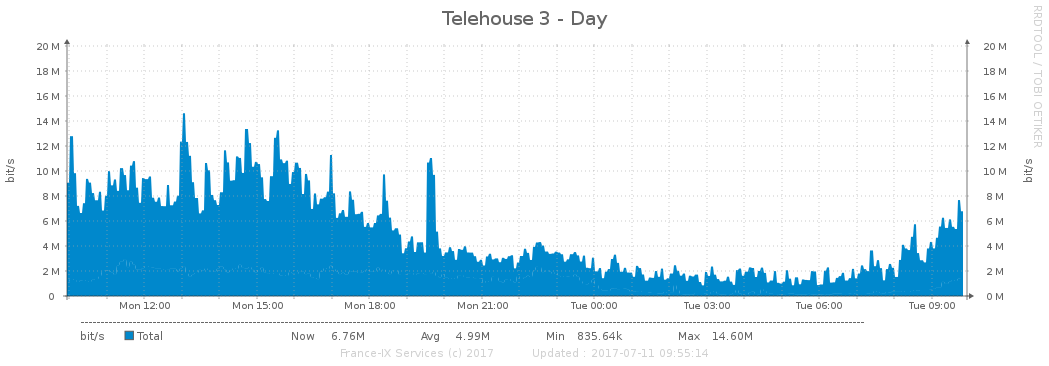 Telehouse 3 - Day
RRDTOOL / TOBI OETIKER
bit/s
bit/s
20 M 20 M
18 M 18 M
16 M 16 M
14 M 14 M
12 M 12 M
10 M 10 M
8 M 8 M
6 M 6 M
4 M 4 M
2 M 2 M
0 0 M
Mon 12:00 Mon 15:00 Mon 18:00 Mon 21:00 Tue 00:00 Tue 03:00 Tue 06:00 Tue 09:00
bit/s Total Now 6.76M Avg 4.99M Min 835.64k Max 14.60M
France-IX Services (c) 2017 Updated : 2017-07-11 09:55:14